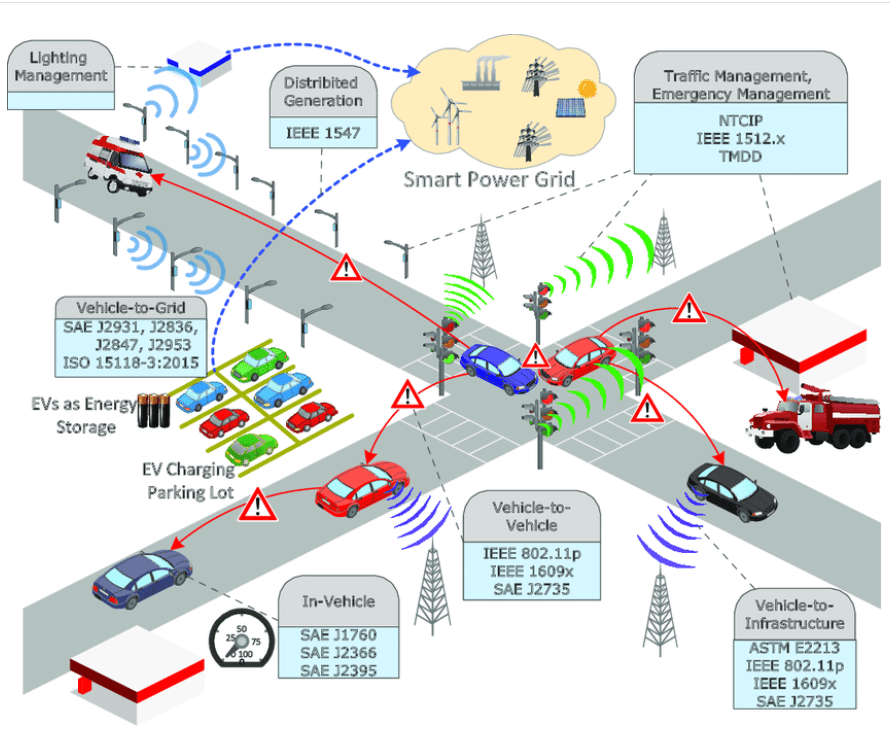 Lighting
Management
Distribited
Generation
IEEE 1547
Smart Power Grid
Traffic Management,
Emergency Management
NTCIP
IEEE 1512.x
TMDD
Vehicle-to-Grid
SAE J2931, J2836,
J2847, J2953
ISO 15118-3:2015
EVs as Energy
Storage
EV Charging
Parking Lot
Vehicle-to-
Vehicle
IEEE 802.11p
IEEE 1609x
SAE J2735
In-Vehicle
SAE J1760
SAE J2366
SAE J2395
50
25
75
0
100
Vehicle-to-
Infrastructure
ASTM E2213
IEEE 802.11p
IEEE 1609x
SAE J2735